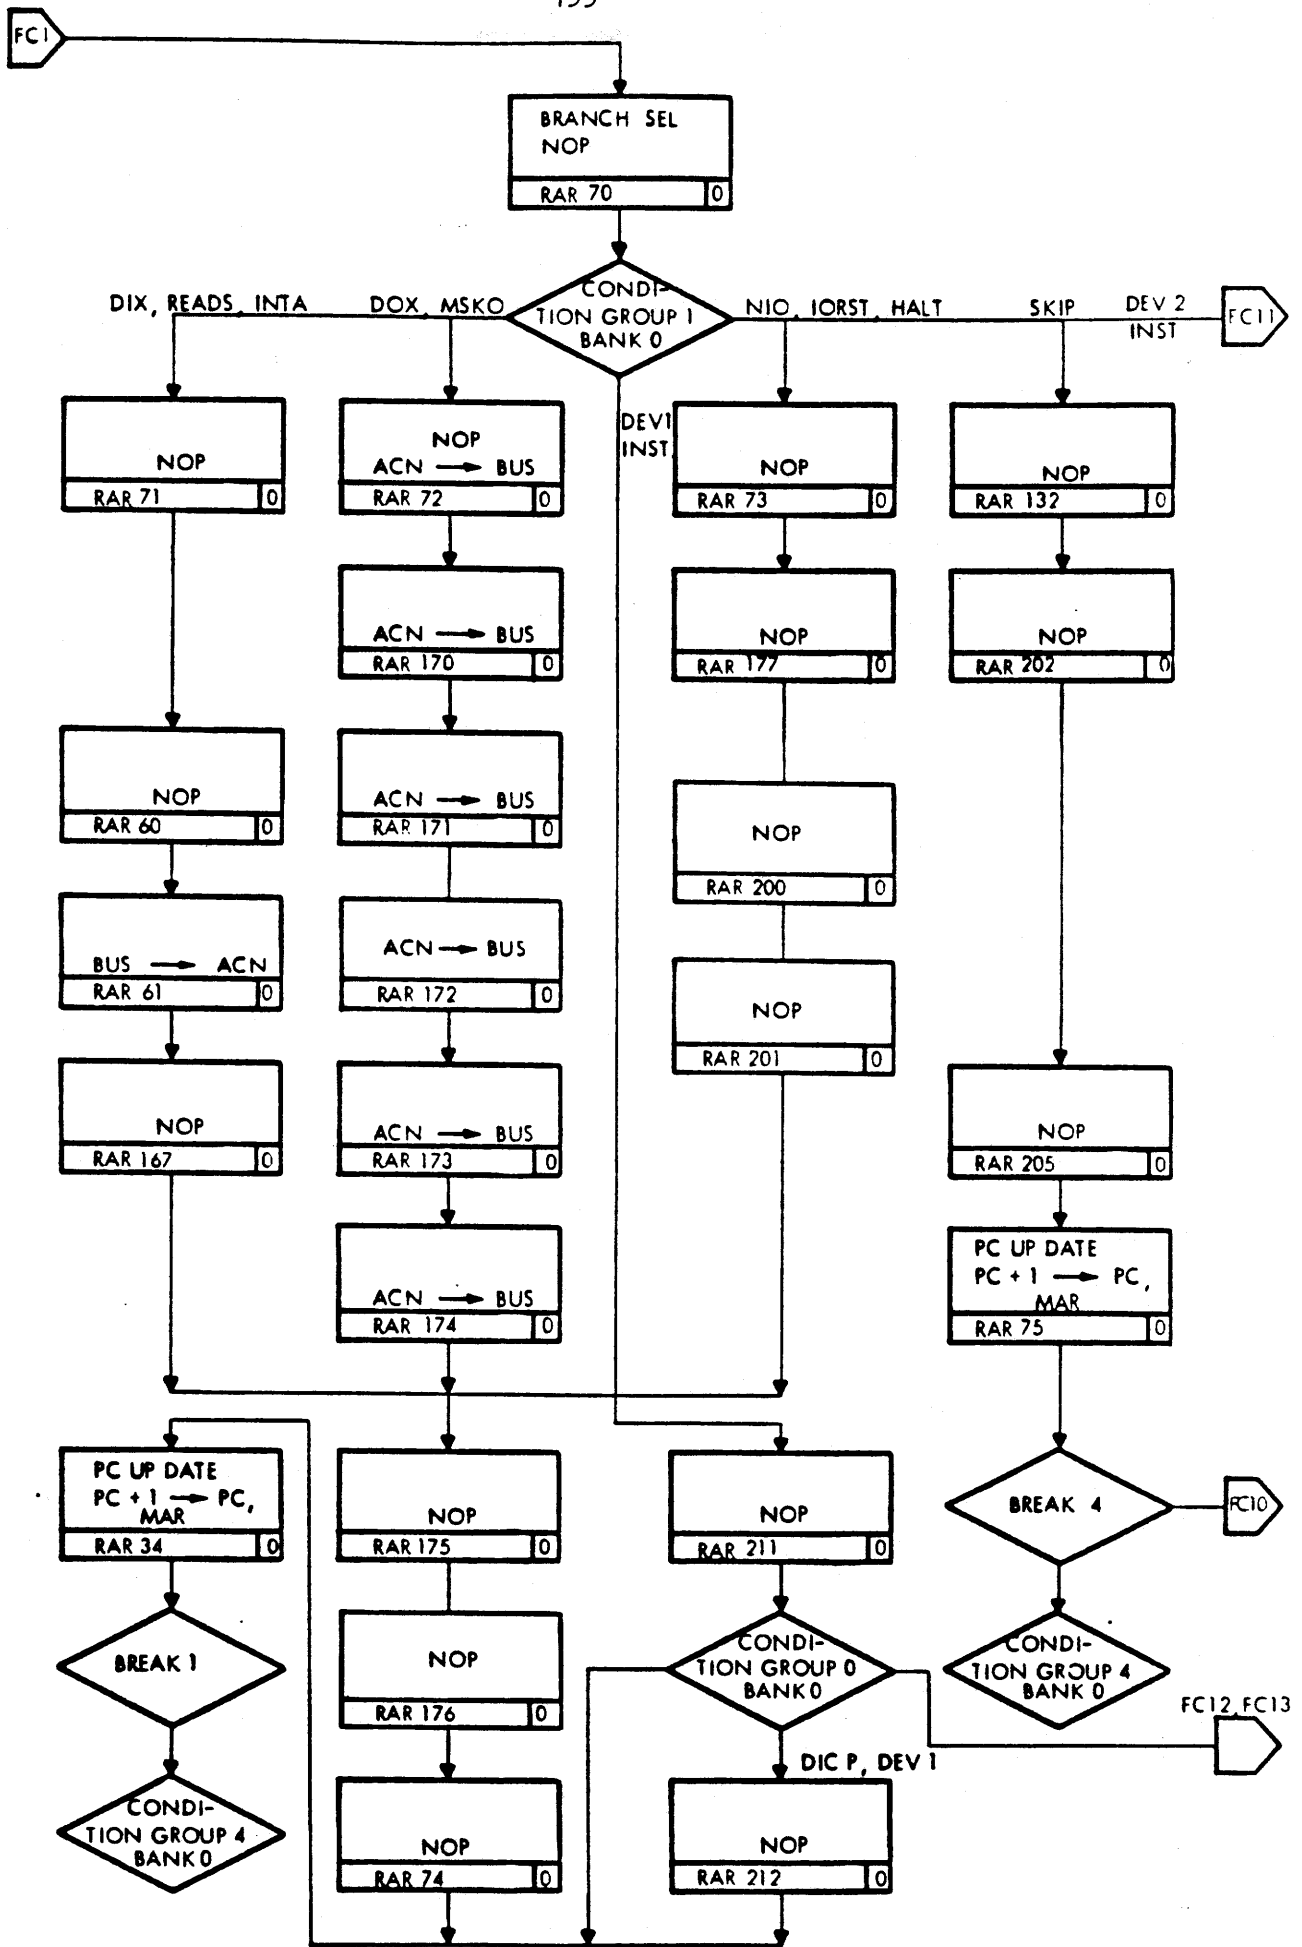 FC1
BRANCH SEL
NOP
RAR 70 0
CONDI-
TION GROUP 1
BANK 0
DIX, READS, INTA
DOX, MSKO
NIO, IORST, HALT
SKIP
DEV 2
INST
FC11
DEV1
INST.
NOP
RAR 71 0
NOP
ACN → BUS
RAR 72 0
NOP
RAR 73 0
NOP
RAR 132 0
ACN → BUS
RAR 170 0
NOP
RAR 177 0
NOP
RAR 202 0
NOP
RAR 60 0
ACN → BUS
RAR 171 0
NOP
RAR 200 0
BUS → ACN
RAR 61 0
ACN → BUS
RAR 172 0
NOP
RAR 201 0
NOP
RAR 167 0
ACN → BUS
RAR 173 0
NOP
RAR 205 0
ACN → BUS
RAR 174 0
PC UP DATE
PC + 1 → PC,
MAR
RAR 75 0
PC UP DATE
PC + 1 → PC,
MAR
RAR 34 0
NOP
RAR 175 0
NOP
RAR 211 0
BREAK 4
FC10
BREAK 1
NOP
RAR 176 0
CONDI-
TION GROUP 0
BANK 0
CONDI-
TION GROUP 4
BANK 0
FC12, FC13
DIC P, DEV 1
CONDI-
TION GROUP 4
BANK 0
NOP
RAR 74 0
NOP
RAR 212 0